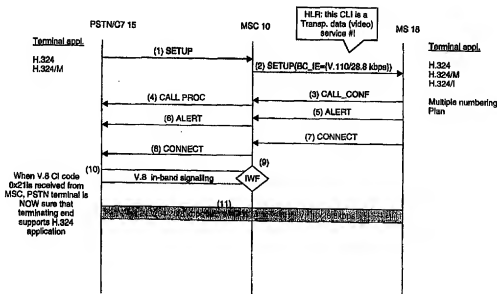 PSTN/C7 15
MSC 10
MS 18
HLR: this CLI is a
Transp. data (video)
service #!
Terminal appl.
H.324
H.324/M
Terminal appl.
H.324
H.324/M
H.324/I
Multiple numbering
Plan
(1) SETUP
(2) SETUP(BC_IE={V.110/28.8 kbps})
(3) CALL_CONF
(4) CALL PROC
(5) ALERT
(6) ALERT
(7) CONNECT
(8) CONNECT
(9)
(10)
IWF
V.8 in-band signalling
When V.8 CI code
0x21is received from
MSC, PSTN terminal is
NOW sure that
terminating end
supports H.324
application
(11)